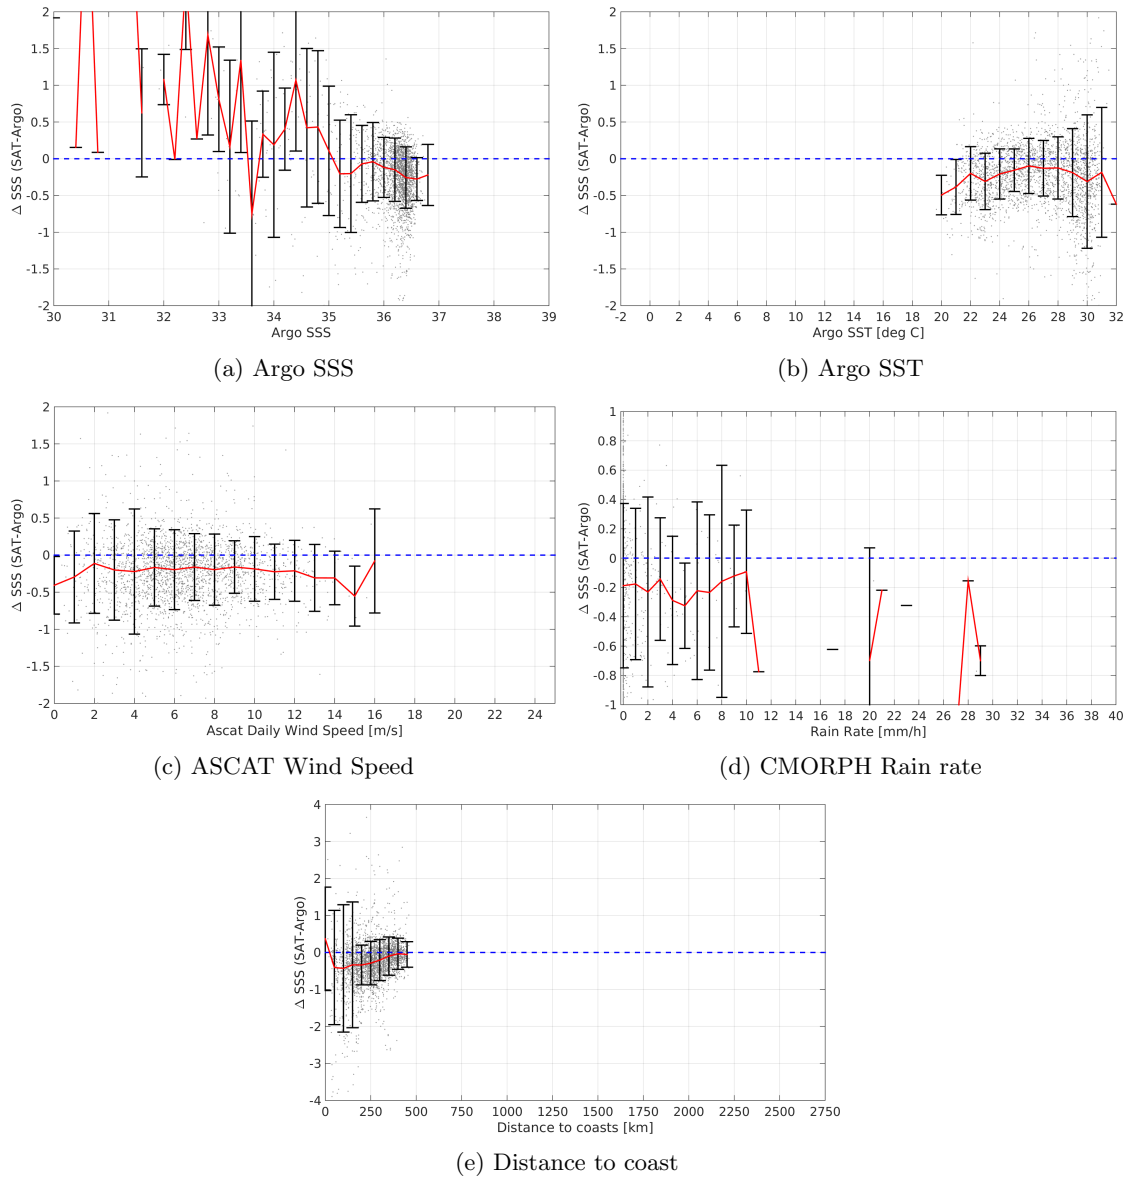 2
1.5
1
0.5
0
-0.5
-1
-1.5
-2
Δ SSS (SAT-Argo)
30 31 32 33 34 35 36 37 38 39
Argo SSS
(a) Argo SSS
2
1.5
1
0.5
0
-0.5
-1
-1.5
-2
Δ SSS (SAT-Argo)
-2 0 2 4 6 8 10 12 14 16 18 20 22 24 26 28 30 32
Argo SST [deg C]
(b) Argo SST
2
1.5
1
0.5
0
-0.5
-1
-1.5
-2
Δ SSS (SAT-Argo)
0 2 4 6 8 10 12 14 16 18 20 22 24
Ascat Daily Wind Speed [m/s]
(c) ASCAT Wind Speed
1
0.8
0.6
0.4
0.2
0
-0.2
-0.4
-0.6
-0.8
-1
Δ SSS (SAT-Argo)
0 2 4 6 8 10 12 14 16 18 20 22 24 26 28 30 32 34 36 38 40
Rain Rate [mm/h]
(d) CMORPH Rain rate
4
3
2
1
0
-1
-2
-3
-4
Δ SSS (SAT-Argo)
0 250 500 750 1000 1250 1500 1750 2000 2250 2500 2750
Distance to coasts [km]
(e) Distance to coast